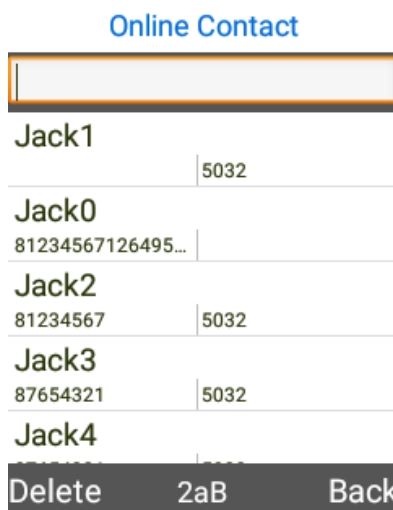 Online Contact
Jack1
5032
Jack0
81234567126495...
Jack2
81234567 5032
Jack3
87654321 5032
Jack4
Delete 2aB Back